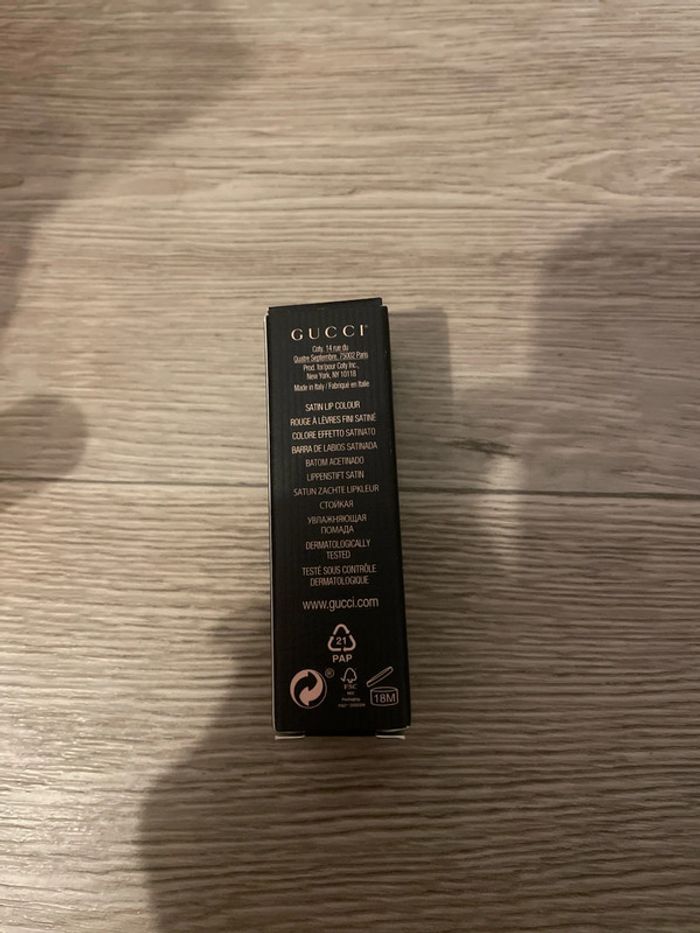 GUCCI
Coty, 14 rue du
Quatre Septembre, 75002 Paris
Prod. for/pour Coty Inc.,
New York, NY 10118
Made in Italy / Fabriqué en Italie
SATIN LIP COLOUR
ROUGE À LÈVRES FINI SATINÉ
COLORE EFFETTO SATINATO
BARRA DE LABIOS SATINADA
BATOM ACETINADO
LIPPENSTIFT SATIN
SATIJN ZACHTE LIPKLEUR
СТОЙКАЯ
УВЛАЖНЯЮЩАЯ
ПОМАДА
DERMATOLOGICALLY
TESTED
TESTÉ SOUS CONTRÔLE
DERMATOLOGIQUE
www.gucci.com
21
PAP
®
FSC
MIX
18M